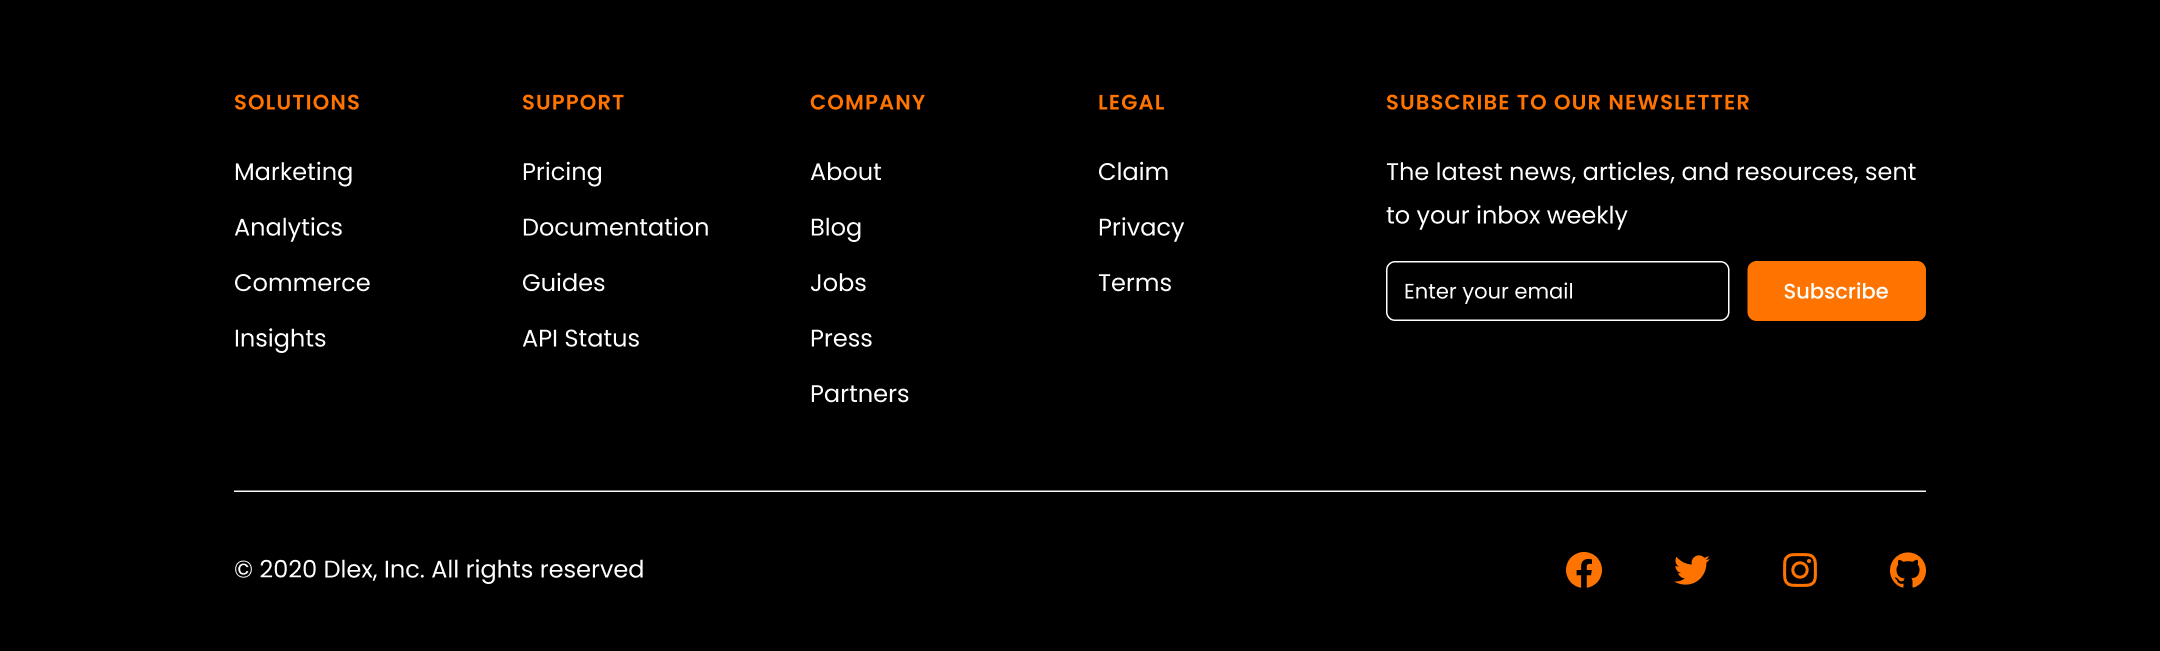 SOLUTIONS
Marketing
Analytics
Commerce
Insights
SUPPORT
Pricing
Documentation
Guides
API Status
COMPANY
About
Blog
Jobs
Press
Partners
LEGAL
Claim
Privacy
Terms
SUBSCRIBE TO OUR NEWSLETTER
The latest news, articles, and resources, sent
to your inbox weekly
Enter your email
Subscribe
© 2020 Dlex, Inc. All rights reserved